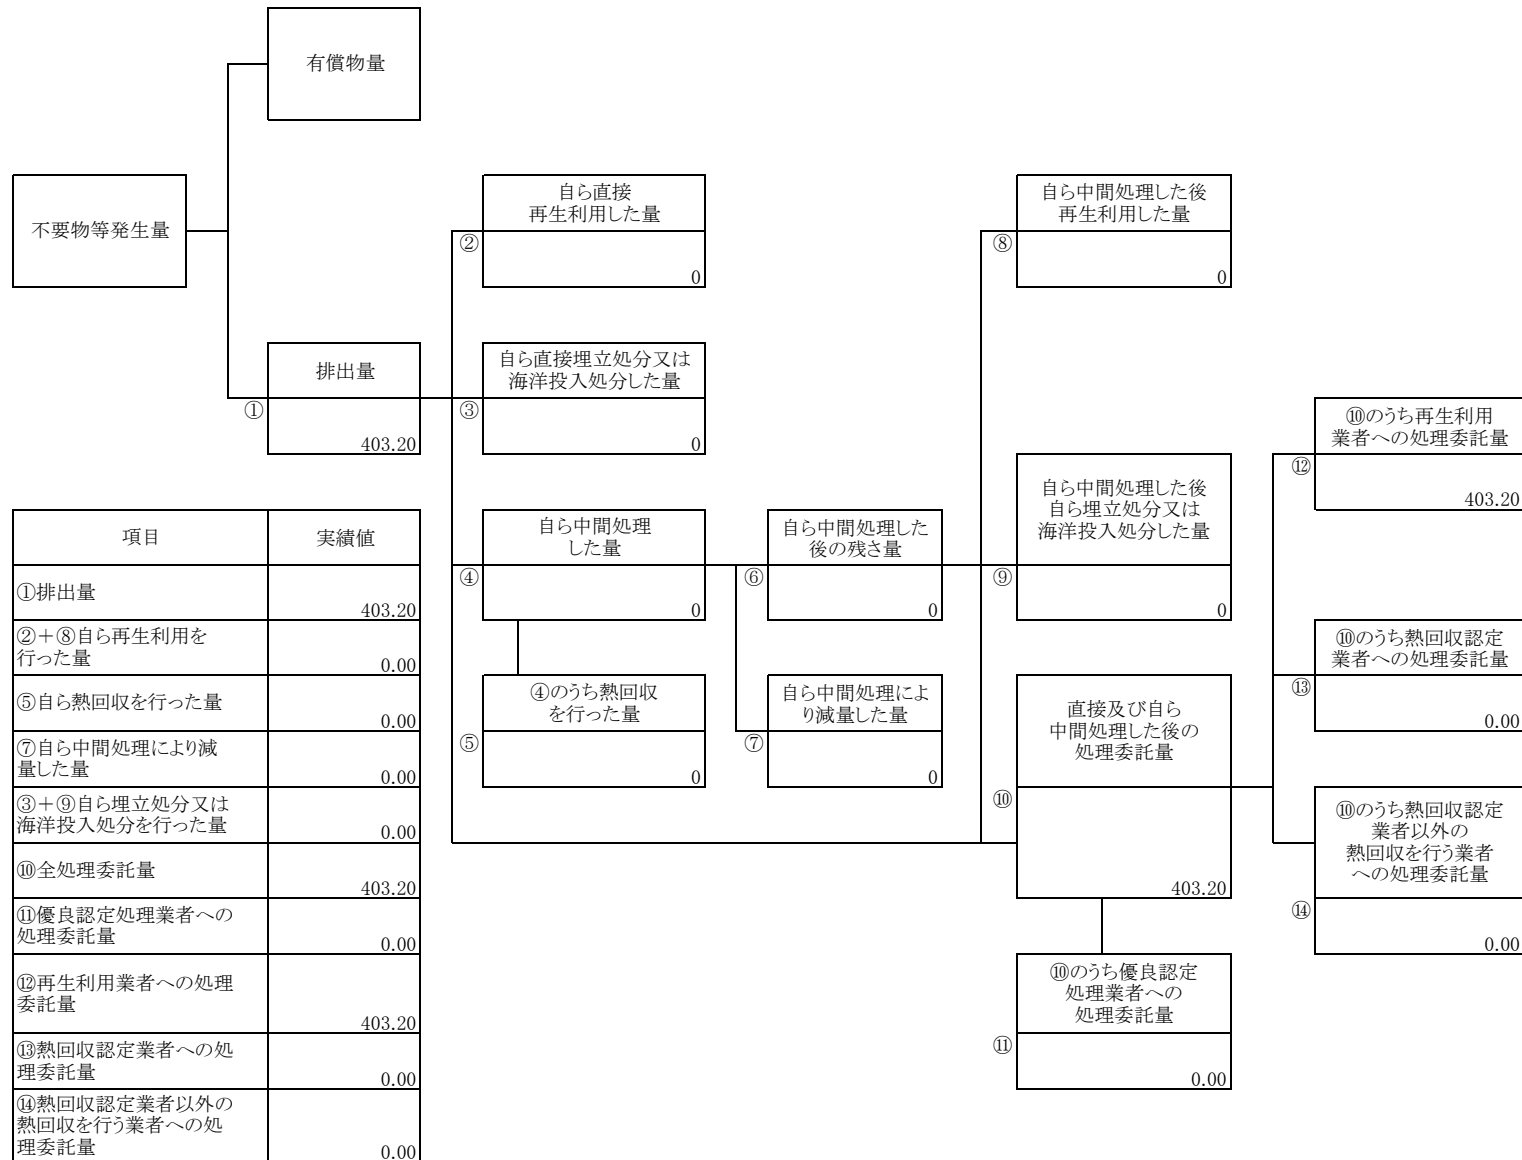 有償物量
不要物等発生量
自ら直接
再生利用した量
②
0
自ら中間処理した後
再生利用した量
⑧
0
排出量
①
403.20
自ら直接埋立処分又は
海洋投入処分した量
③
0
⑩のうち再生利用
業者への処理委託量
⑫
403.20
自ら中間処理した後
自ら埋立処分又は
海洋投入処分した量
⑨
0
自ら中間処理
した量
④
0
自ら中間処理した
後の残さ量
⑥
0
④のうち熱回収
を行った量
⑤
0
自ら中間処理によ
り減量した量
⑦
0
⑩のうち熱回収認定
業者への処理委託量
⑬
0.00
直接及び自ら
中間処理した後の
処理委託量
⑩
403.20
⑩のうち熱回収認定
業者以外の
熱回収を行う業者
への処理委託量
⑭
0.00
⑩のうち優良認定
処理業者への
処理委託量
⑪
0.00
項目 実績値
①排出量
403.20
②+⑧自ら再生利用を
行った量
0.00
⑤自ら熱回収を行った量
0.00
⑦自ら中間処理により減
量した量
0.00
③+⑨自ら埋立処分又は
海洋投入処分を行った量
0.00
⑩全処理委託量
403.20
⑪優良認定処理業者への
処理委託量
0.00
⑫再生利用業者への処理
委託量
403.20
⑬熱回収認定業者への処
理委託量
0.00
⑭熱回収認定業者以外の
熱回収を行う業者への処
理委託量
0.00